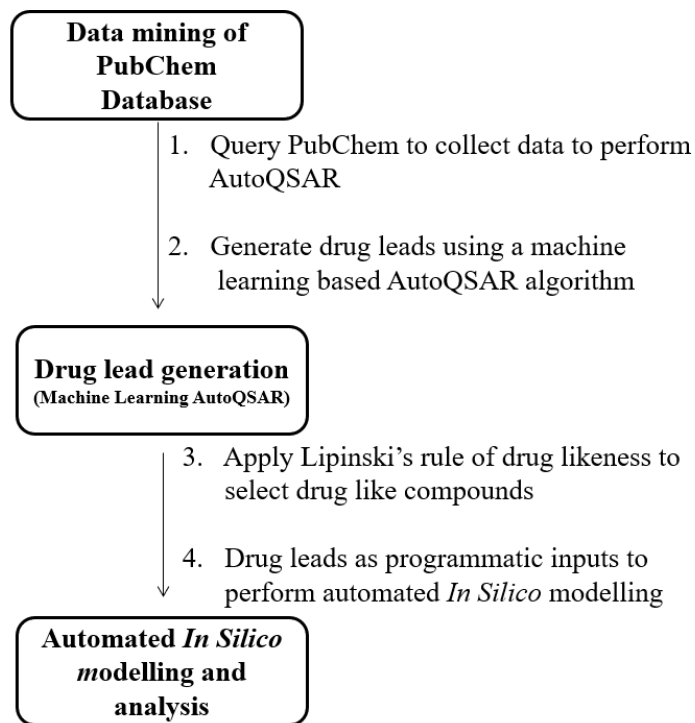 Data mining of
PubChem
Database
1. Query PubChem to collect data to perform
AutoQSAR
2. Generate drug leads using a machine
learning based AutoQSAR algorithm
Drug lead generation
(Machine Learning AutoQSAR)
3. Apply Lipinski’s rule of drug likeness to
select drug like compounds
4. Drug leads as programmatic inputs to
perform automated In Silico modelling
Automated In Silico
modelling and
analysis